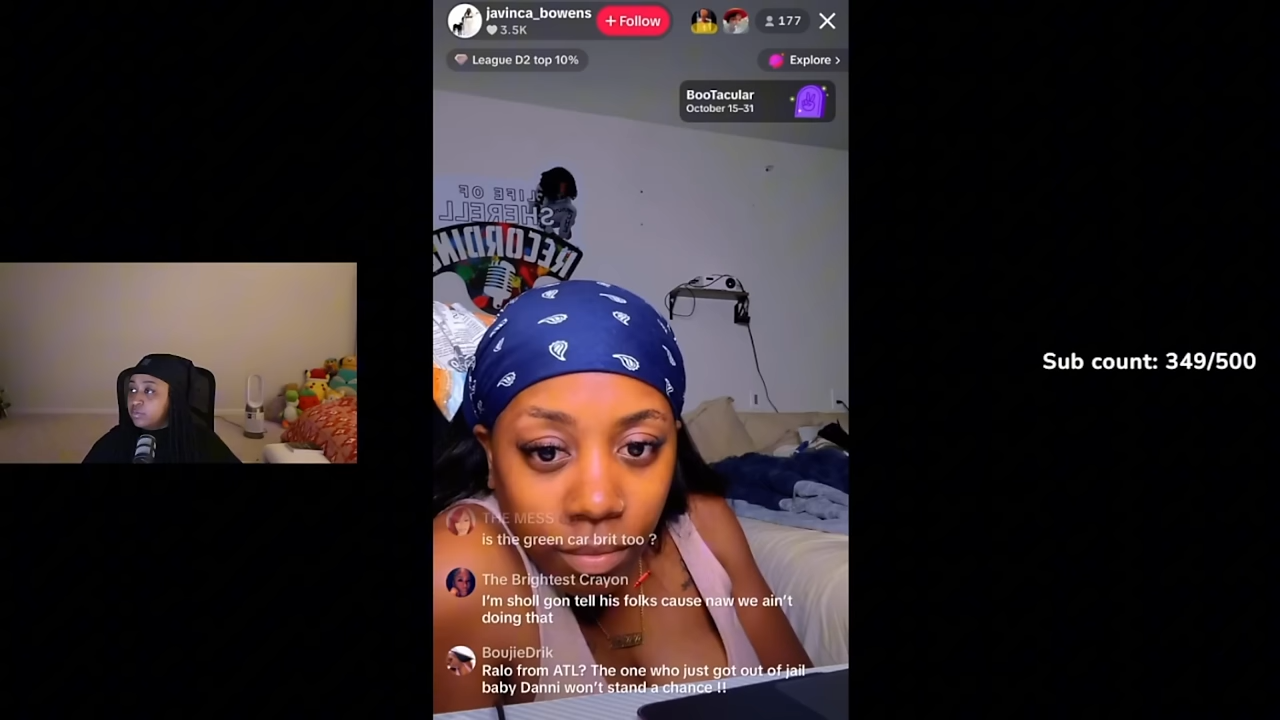 javinca_bowens
3.5K
+ Follow
177
League D2 top 10%
Explore >
BooTacular
October 15–31
LIFE OF
SHERELL
RECORDIN
Sub count: 349/500
THE MESS
is the green car brit too ?
The Brightest Crayon
I'm sholl gon tell his folks cause naw we ain't
doing that
BoujieDrik
Ralo from ATL? The one who just got out of jail
baby Danni won't stand a chance !!